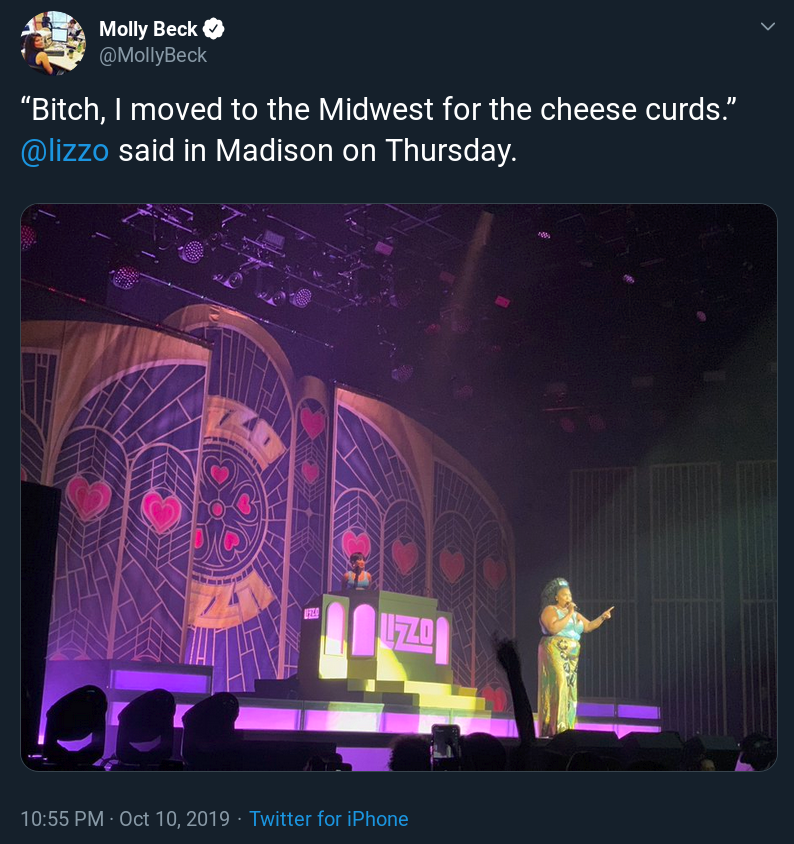 Molly Beck
@MollyBeck
“Bitch, I moved to the Midwest for the cheese curds.”
@lizzo said in Madison on Thursday.
LIZZO
LIZZO
10:55 PM · Oct 10, 2019 · Twitter for iPhone